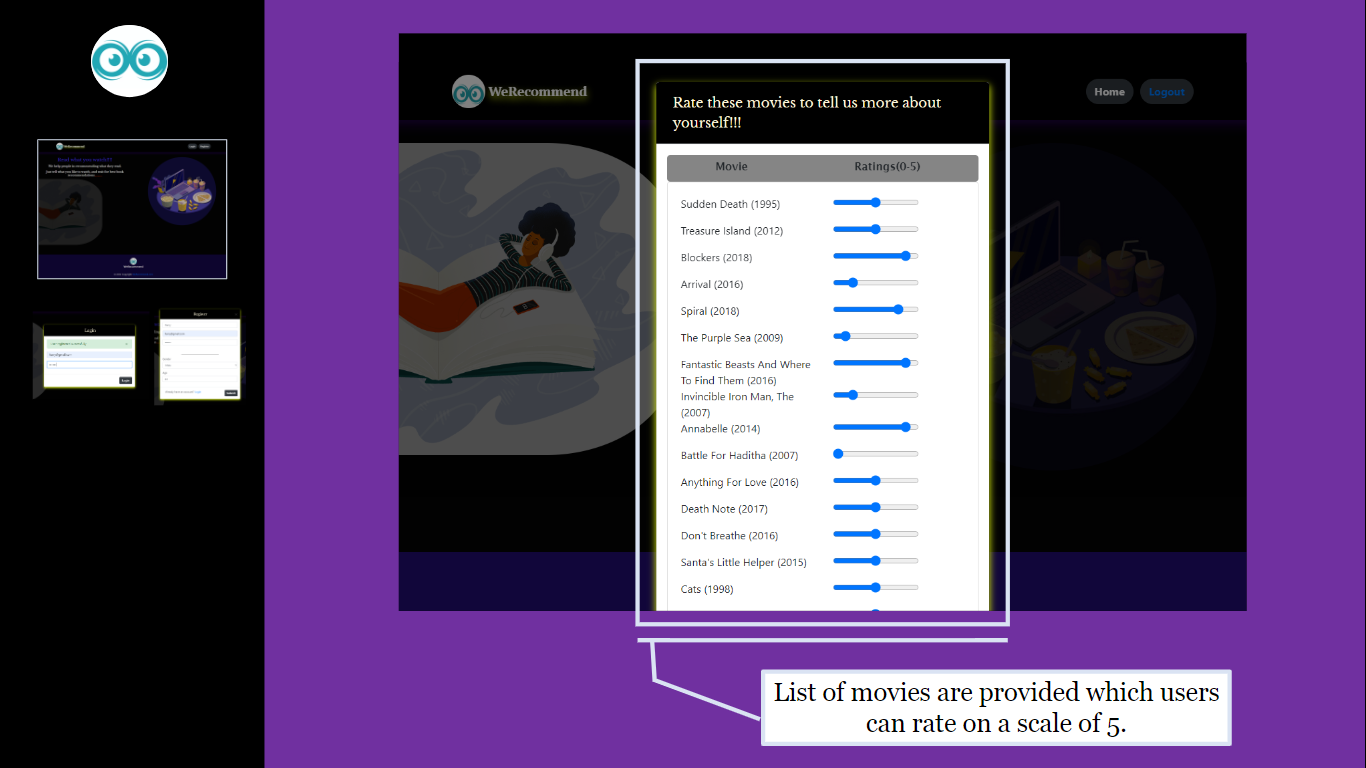 WeRecommend
Home
Logout
Rate these movies to tell us more about
yourself!!!
Movie
Ratings(0-5)
Sudden Death (1995)
Treasure Island (2012)
Blockers (2018)
Arrival (2016)
Spiral (2018)
The Purple Sea (2009)
Fantastic Beasts And Where
To Find Them (2016)
Invincible Iron Man, The
(2007)
Annabelle (2014)
Battle For Haditha (2007)
Anything For Love (2016)
Death Note (2017)
Don't Breathe (2016)
Santa's Little Helper (2015)
Cats (1998)
Login
Register
List of movies are provided which users
can rate on a scale of 5.